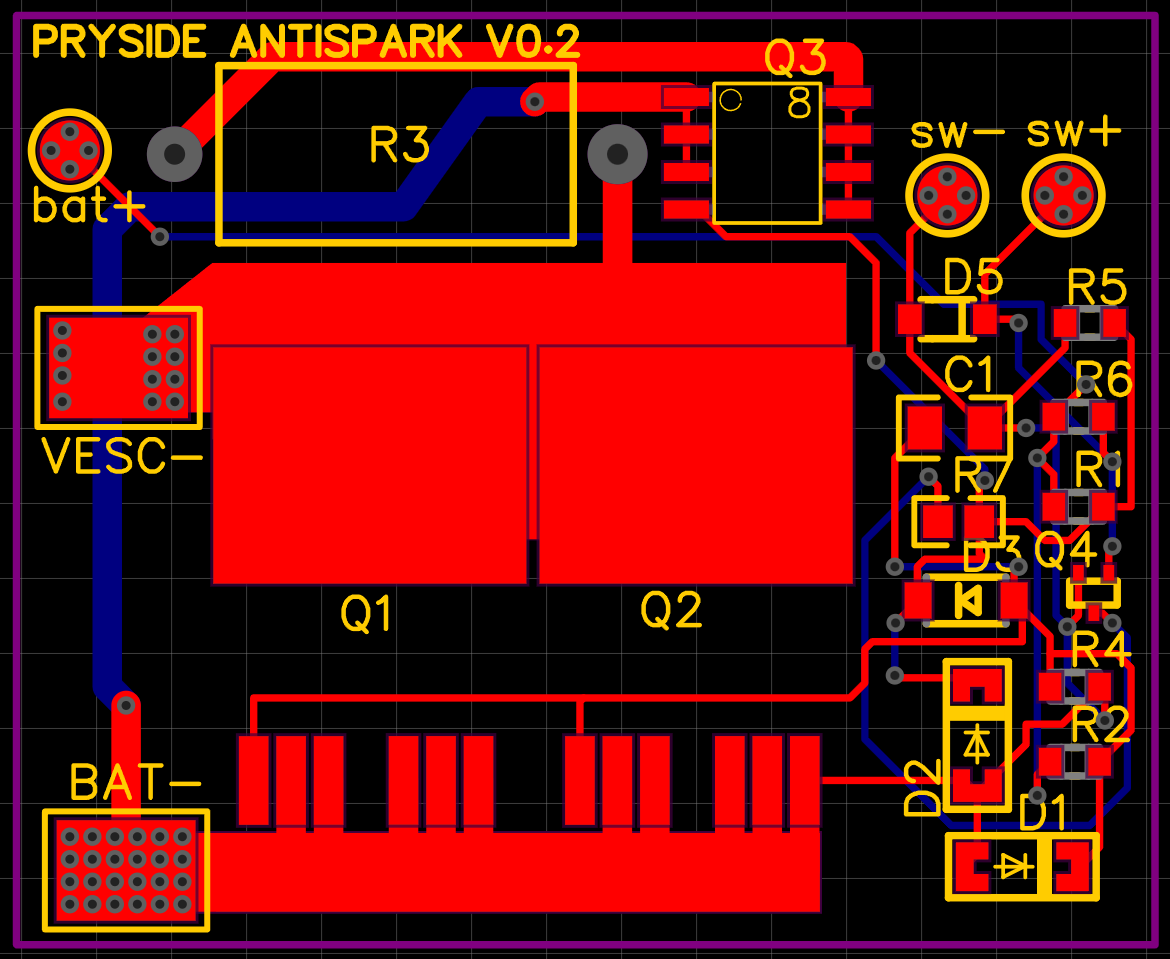 PRYSIDE ANTISPARK V0.2
Q3
8
R3
sw-
sw+
bat+
D5
R5
C1
R6
VESC-
R7
R1
D3
Q4
Q1
Q2
R4
R2
BAT-
D2
D1